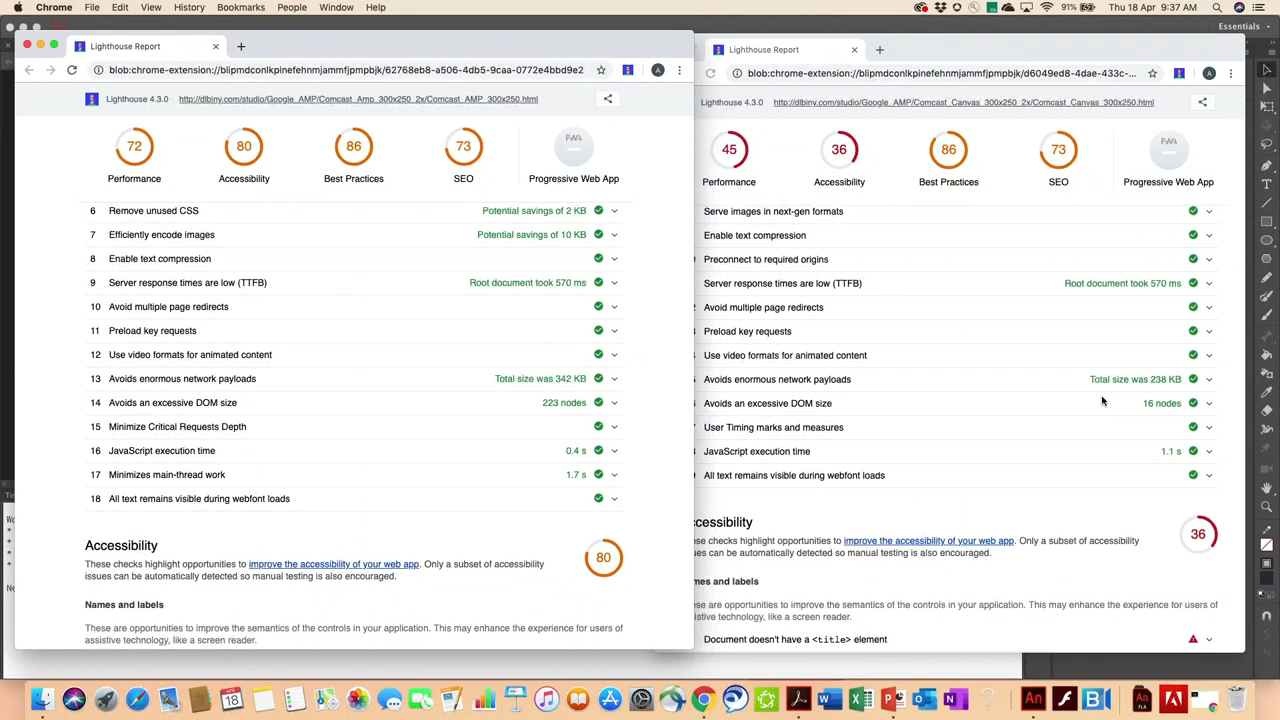 Chrome File Edit View History Bookmarks People Window Help 91% Thu 18 Apr 9:37 AM
Essentials
Lighthouse Report
blob:chrome-extension://blipmdconlkpinefehnmjammfjpmpbjk/62768eb8-a506-4db5-9caa-0772e4bbd9e2 A
Lighthouse 4.3.0 http://dlbiny.com/studio/Google_AMP/Comcast_Amp_300x250_2x/Comcast_AMP_300x250.html
72 80 86 73 PWA
Performance Accessibility Best Practices SEO Progressive Web App
6 Remove unused CSS Potential savings of 2 KB
7 Efficiently encode images Potential savings of 10 KB
8 Enable text compression
9 Server response times are low (TTFB) Root document took 570 ms
10 Avoid multiple page redirects
11 Preload key requests
12 Use video formats for animated content
13 Avoids enormous network payloads Total size was 342 KB
14 Avoids an excessive DOM size 223 nodes
15 Minimize Critical Requests Depth
16 JavaScript execution time 0.4 s
17 Minimizes main-thread work 1.7 s
18 All text remains visible during webfont loads
Accessibility 80
These checks highlight opportunities to improve the accessibility of your web app. Only a subset of accessibility
issues can be automatically detected so manual testing is also encouraged.
Names and labels
These are opportunities to improve the semantics of the controls in your application. This may enhance the experience for users of
assistive technology, like a screen reader.
Lighthouse Report
blob:chrome-extension://blipmdconlkpinefehnmjammfjpmpbjk/d6049ed8-4dae-433c-... A
Lighthouse 4.3.0 http://dlbiny.com/studio/Google_AMP/Comcast_Canvas_300x250_2x/Comcast_Canvas_300x250.html
45 36 86 73 PWA
Performance Accessibility Best Practices SEO Progressive Web App
Serve images in next-gen formats
Enable text compression
Preconnect to required origins
Server response times are low (TTFB) Root document took 570 ms
Avoid multiple page redirects
Preload key requests
Use video formats for animated content
Avoids enormous network payloads Total size was 238 KB
Avoids an excessive DOM size 16 nodes
User Timing marks and measures
JavaScript execution time 1.1 s
All text remains visible during webfont loads
cessibility 36
ese checks highlight opportunities to improve the accessibility of your web app. Only a subset of accessibility
sues can be automatically detected so manual testing is also encouraged.
mes and labels
ese are opportunities to improve the semantics of the controls in your application. This may enhance the experience for users of
sistive technology, like a screen reader.
Document doesn't have a <title> element
APR 18 An An